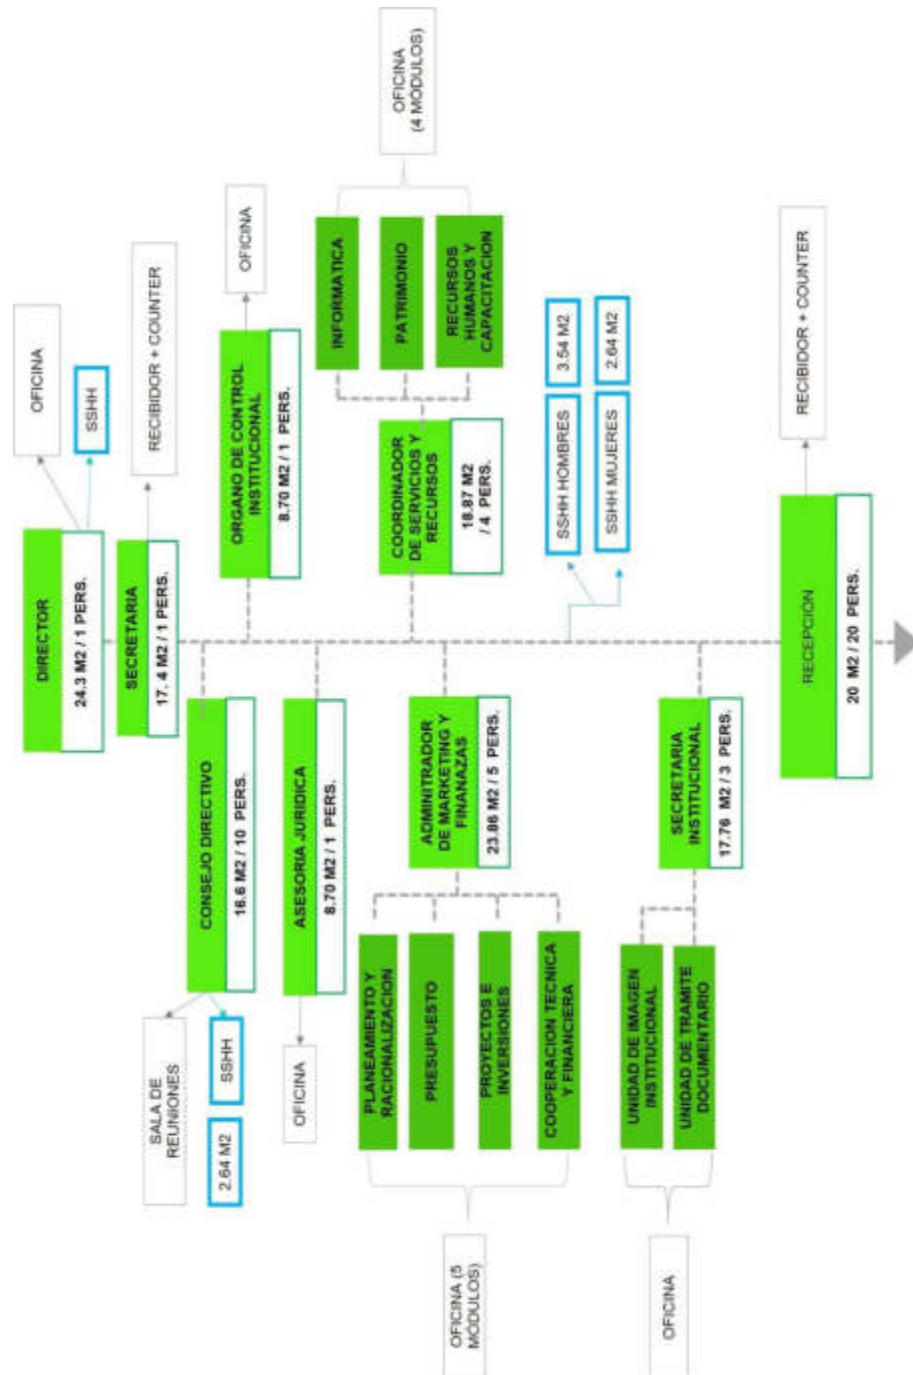 OFICINA
SSHH
DIRECTOR
24.3 M2 / 1 PERS.
SECRETARIA
17. 4 M2 / 1 PERS.
RECIBIDOR + COUNTER
CONSEJO DIRECTIVO
16.6 M2 / 10 PERS.
SALA DE
REUNIONES
2.64 M2
SSHH
ORGANO DE CONTROL
INSTITUCIONAL
8.70 M2 / 1 PERS.
OFICINA
ASESORIA JURIDICA
8.70 M2 / 1 PERS.
OFICINA
COORDINADOR
DE SERVICIOS Y
RECURSOS
18.87 M2
/ 4 PERS.
INFORMATICA
PATRIMONIO
RECURSOS
HUMANOS Y
CAPACITACION
OFICINA
(4 MÓDULOS)
ADMINITRADOR
DE MARKETING Y
FINANAZAS
23.86 M2 / 5 PERS.
PLANEAMIENTO Y
RACIONALIZACION
PRESUPUESTO
PROYECTOS E
INVERSIONES
COOPERACION TECNICA
Y FINANCIERA
OFICINA (5
MÓDULOS)
SSHH HOMBRES
3.54 M2
SSHH MUJERES
2.64 M2
SECRETARIA
INSTITUCIONAL
17.76 M2 / 3 PERS.
UNIDAD DE IMAGEN
INSTITUCIONAL
UNIDAD DE TRAMITE
DOCUMENTARIO
OFICINA
RECEPCIÓN
20 M2 / 20 PERS.
RECIBIDOR + COUNTER